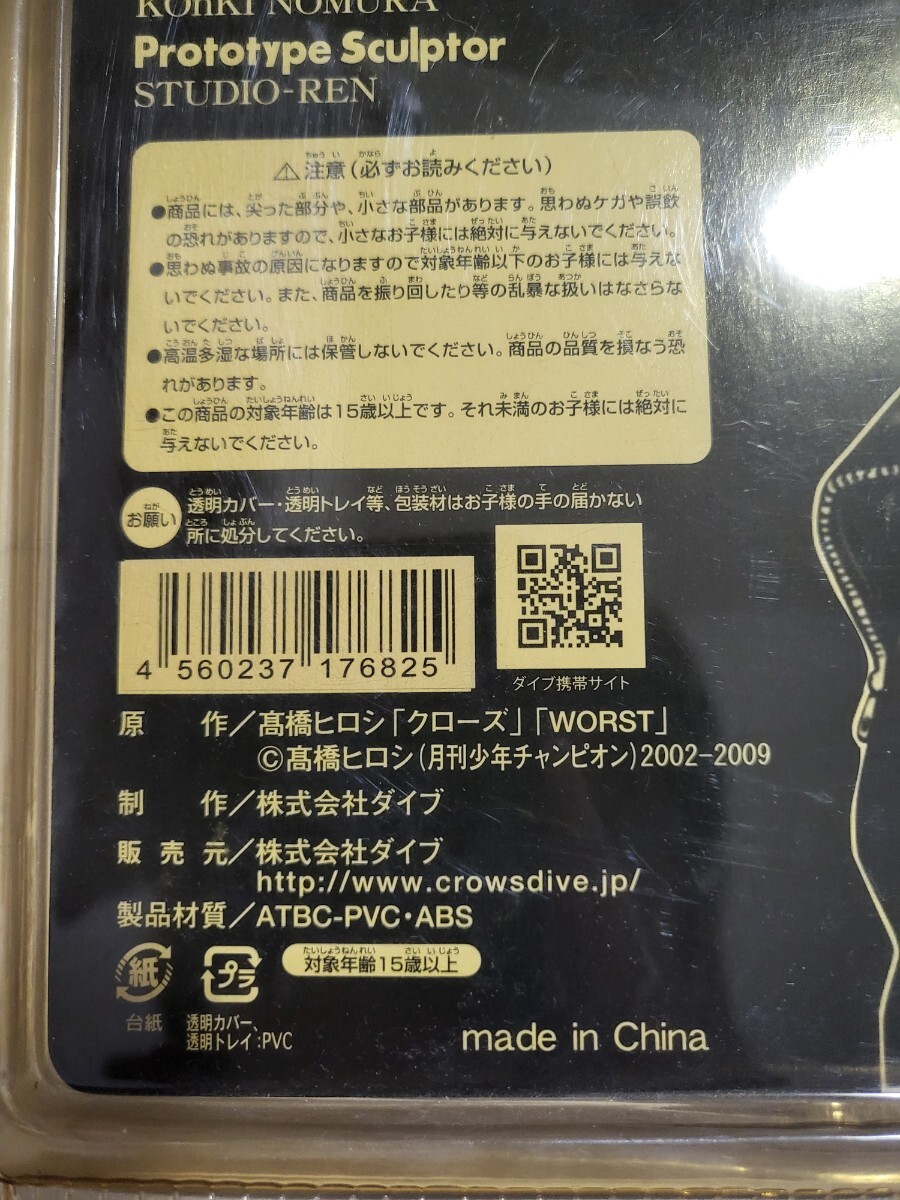 KOhKI NOMURA
Prototype Sculptor
STUDIO-REN
⚠注意(必ずお読みください)
●商品には、尖った部分や、小さな部品があります。思わぬケガや誤飲
の恐れがありますので、小さなお子様には絶対に与えないでください。
●思わぬ事故の原因になりますので対象年齢以下のお子様には与えな
いでください。また、商品を振り回したり等の乱暴な扱いはなさらな
いでください。
●高温多湿な場所には保管しないでください。商品の品質を損なう恐
れがあります。
●この商品の対象年齢は15歳以上です。それ未満のお子様には絶対に
与えないでください。
お願い
透明カバー・透明トレイ等、包装材はお子様の手の届かない
所に処分してください。
4 560237 176825
ダイブ携帯サイト
原 作／髙橋ヒロシ「クローズ」「WORST」
©髙橋ヒロシ(月刊少年チャンピオン)2002-2009
制 作／株式会社ダイブ
販 売 元／株式会社ダイブ
http://www.crowsdive.jp/
製品材質／ATBC-PVC・ABS
紙
プラ
対象年齢15歳以上
台紙
透明カバー、
透明トレイ:PVC
made in China